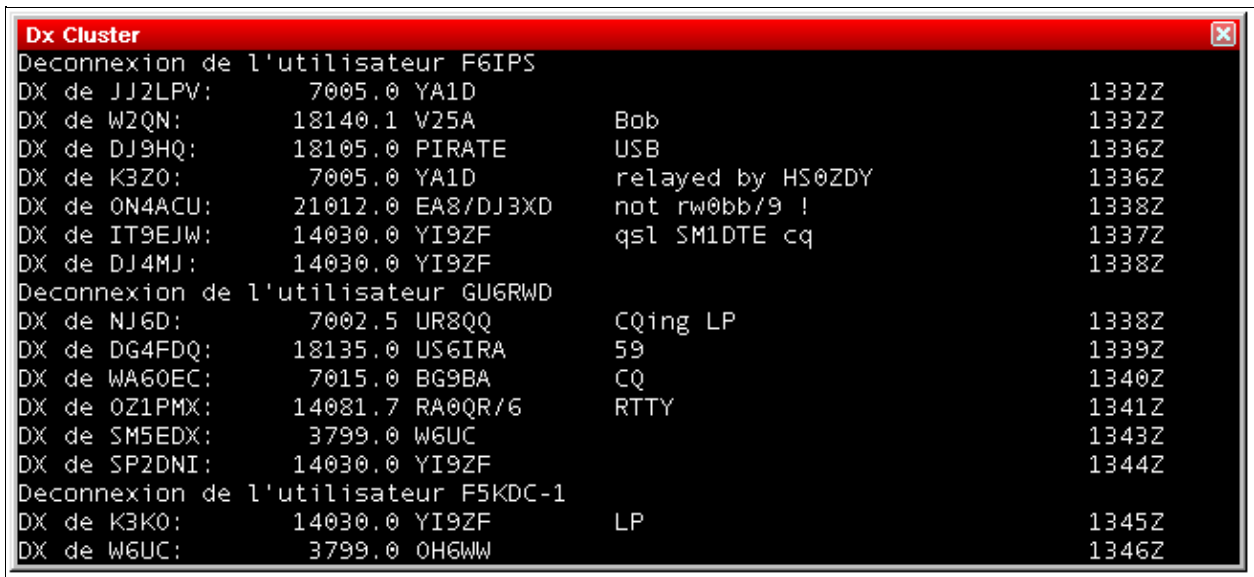 Dx Cluster
Deconnexion de l'utilisateur F6IPS
DX de JJ2LPV: 7005.0 YA1D 1332Z
DX de W2QN: 18140.1 V25A Bob 1332Z
DX de DJ9HQ: 18105.0 PIRATE USB 1336Z
DX de K3ZO: 7005.0 YA1D relayed by HS0ZDY 1336Z
DX de ON4ACU: 21012.0 EA8/DJ3XD not rw0bb/9 ! 1338Z
DX de IT9EJW: 14030.0 YI9ZF qsl SM1DTE cq 1337Z
DX de DJ4MJ: 14030.0 YI9ZF 1338Z
Deconnexion de l'utilisateur GU6RWD
DX de NJ6D: 7002.5 UR8QQ CQing LP 1338Z
DX de DG4FDQ: 18135.0 US6IRA 59 1339Z
DX de WA6OEC: 7015.0 BG9BA CQ 1340Z
DX de OZ1PMX: 14081.7 RA0QR/6 RTTY 1341Z
DX de SM5EDX: 3799.0 W6UC 1343Z
DX de SP2DNI: 14030.0 YI9ZF 1344Z
Deconnexion de l'utilisateur F5KDC-1
DX de K3KO: 14030.0 YI9ZF LP 1345Z
DX de W6UC: 3799.0 OH6WW 1346Z